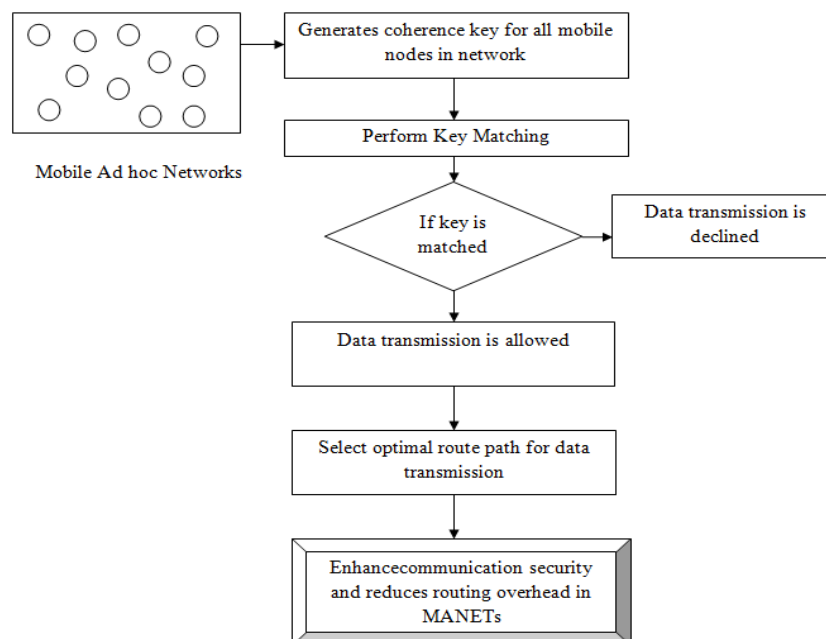 Generates coherence key for all mobile
nodes in network
Perform Key Matching
Mobile Ad hoc Networks
If key is
matched
Data transmission is
declined
Data transmission is allowed
Select optimal route path for data
transmission
Enhancecommunication security
and reduces routing overhead in
MANETs